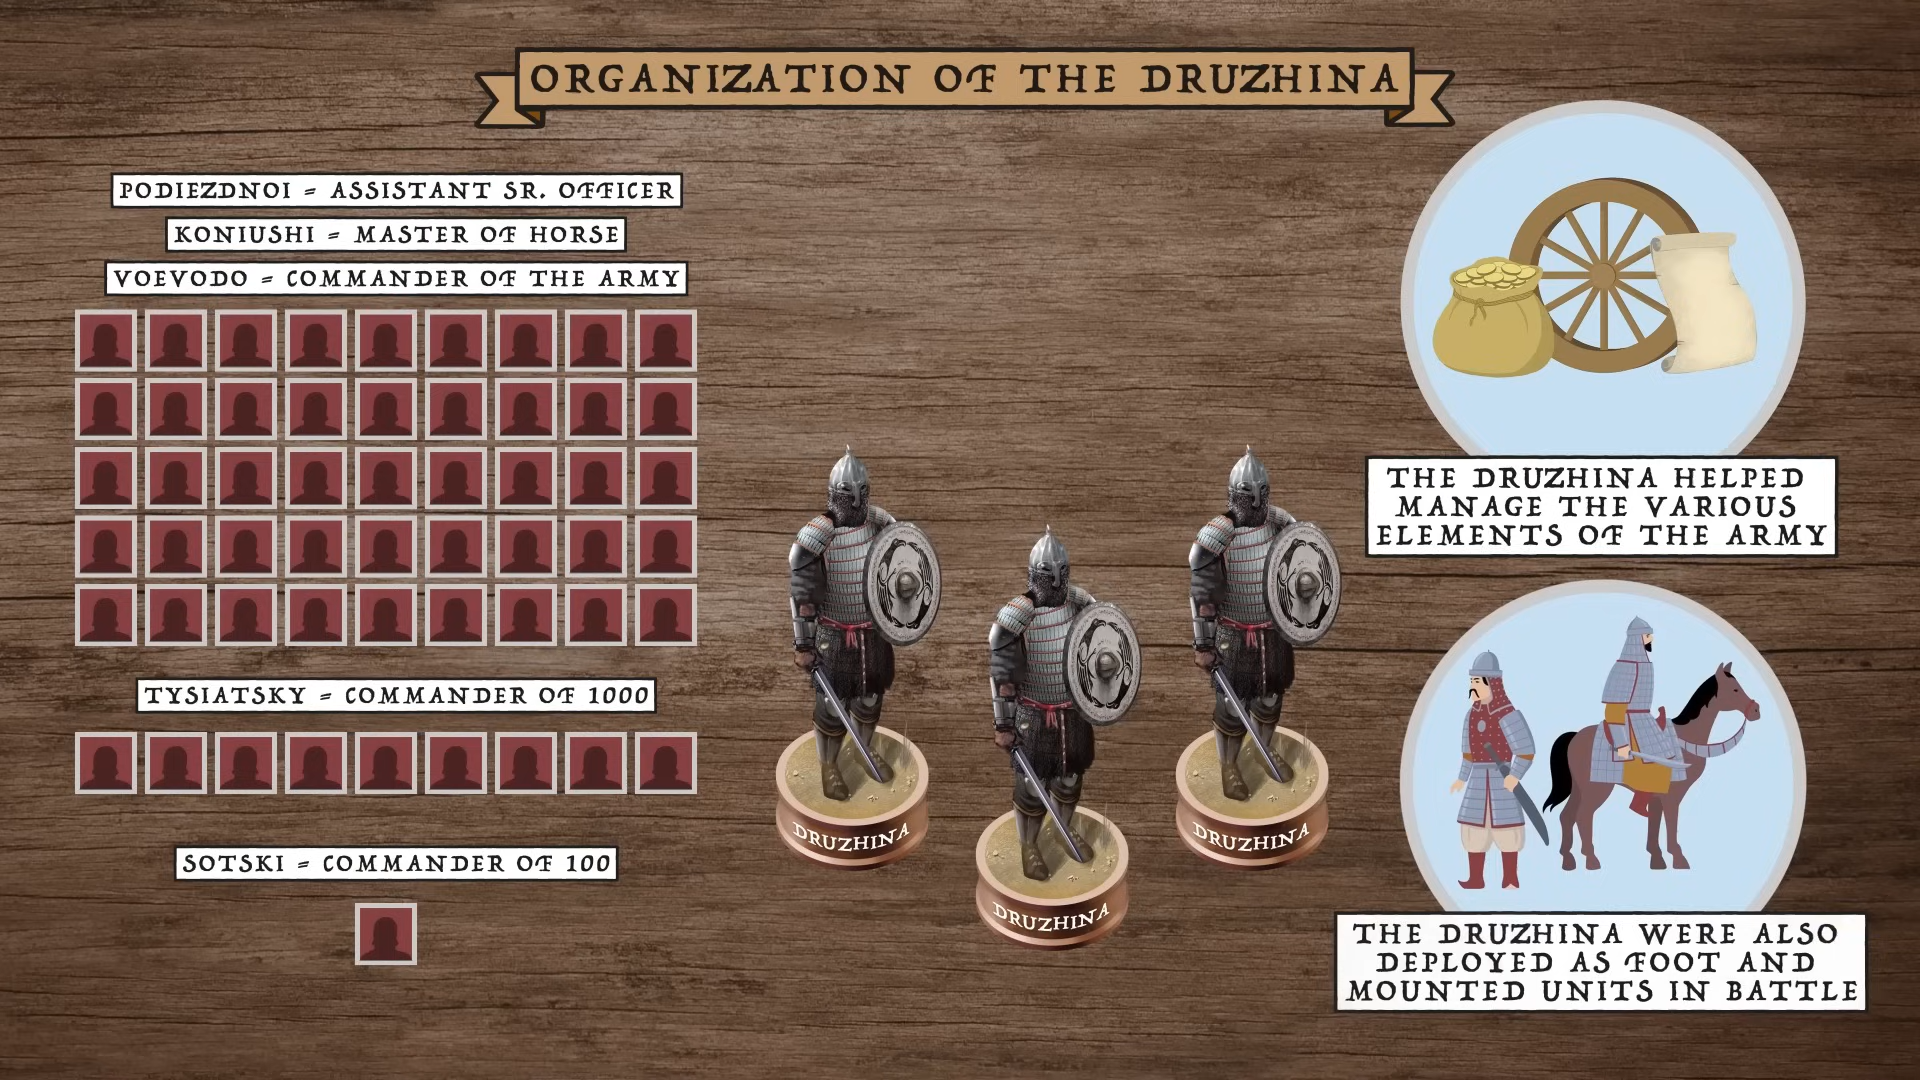 ORGANIZATION OF THE DRUZHINA
PODIEZDNOI = ASSISTANT SR. OFFICER
KONIUSHI = MASTER OF HORSE
VOEVODO = COMMANDER OF THE ARMY
TYSIATSKY = COMMANDER OF 1000
SOTSKI = COMMANDER OF 100
DRUZHINA
DRUZHINA
DRUZHINA
THE DRUZHINA HELPED
MANAGE THE VARIOUS
ELEMENTS OF THE ARMY
THE DRUZHINA WERE ALSO
DEPLOYED AS FOOT AND
MOUNTED UNITS IN BATTLE